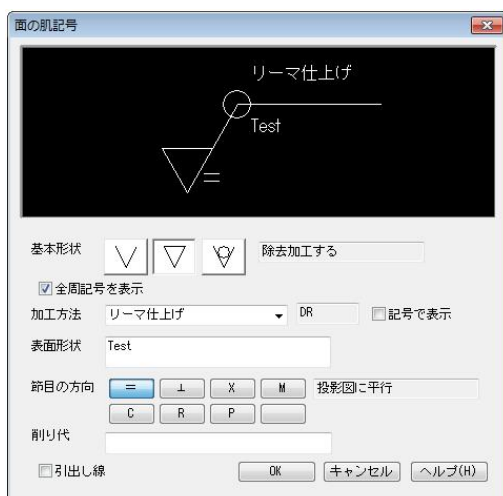 面の肌記号
リーマ仕上げ
Test
基本形状
除去加工する
全周記号を表示
加工方法
リーマ仕上げ
DR
記号で表示
表面形状
Test
節目の方向
=
⊥
X
M
投影図に平行
C
R
P
削り代
引出し線
OK
キャンセル
ヘルプ(H)